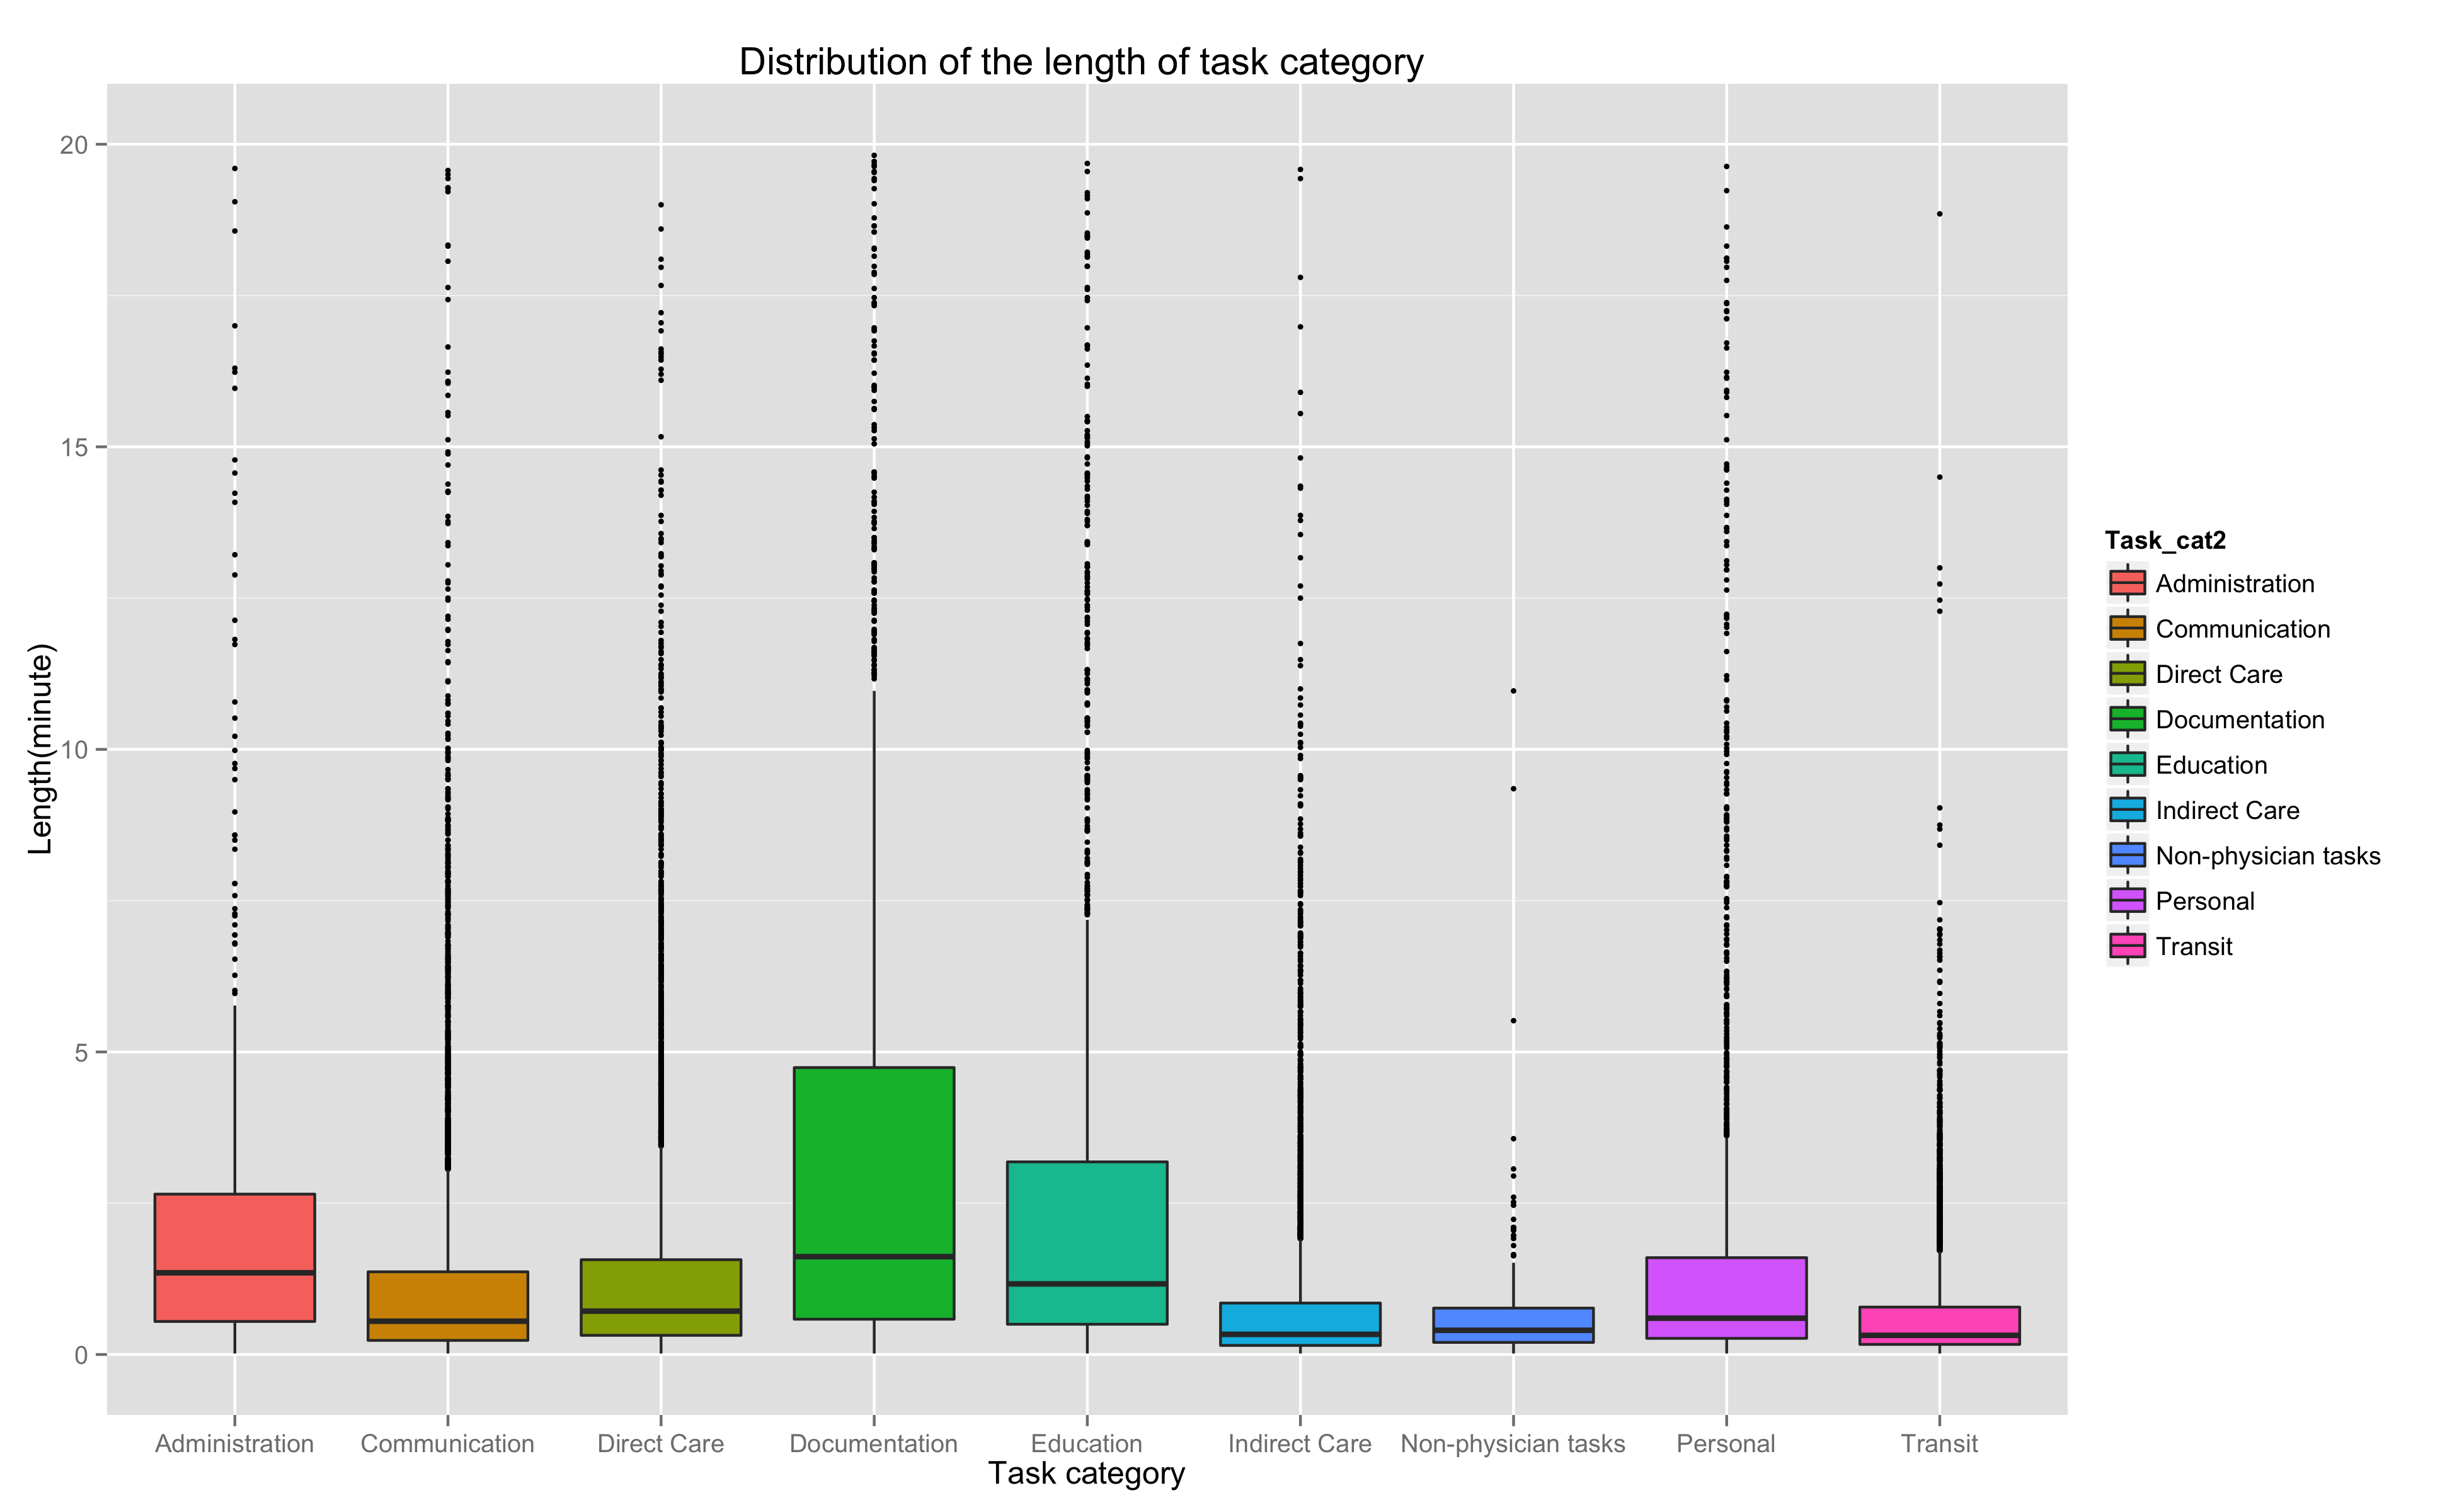 Distribution of the length of task category
20
15
10
5
0
Length(minute)
Administration Communication Direct Care Documentation Education Indirect Care Non-physician tasks Personal Transit
Task category
Task_cat2
Administration
Communication
Direct Care
Documentation
Education
Indirect Care
Non-physician tasks
Personal
Transit